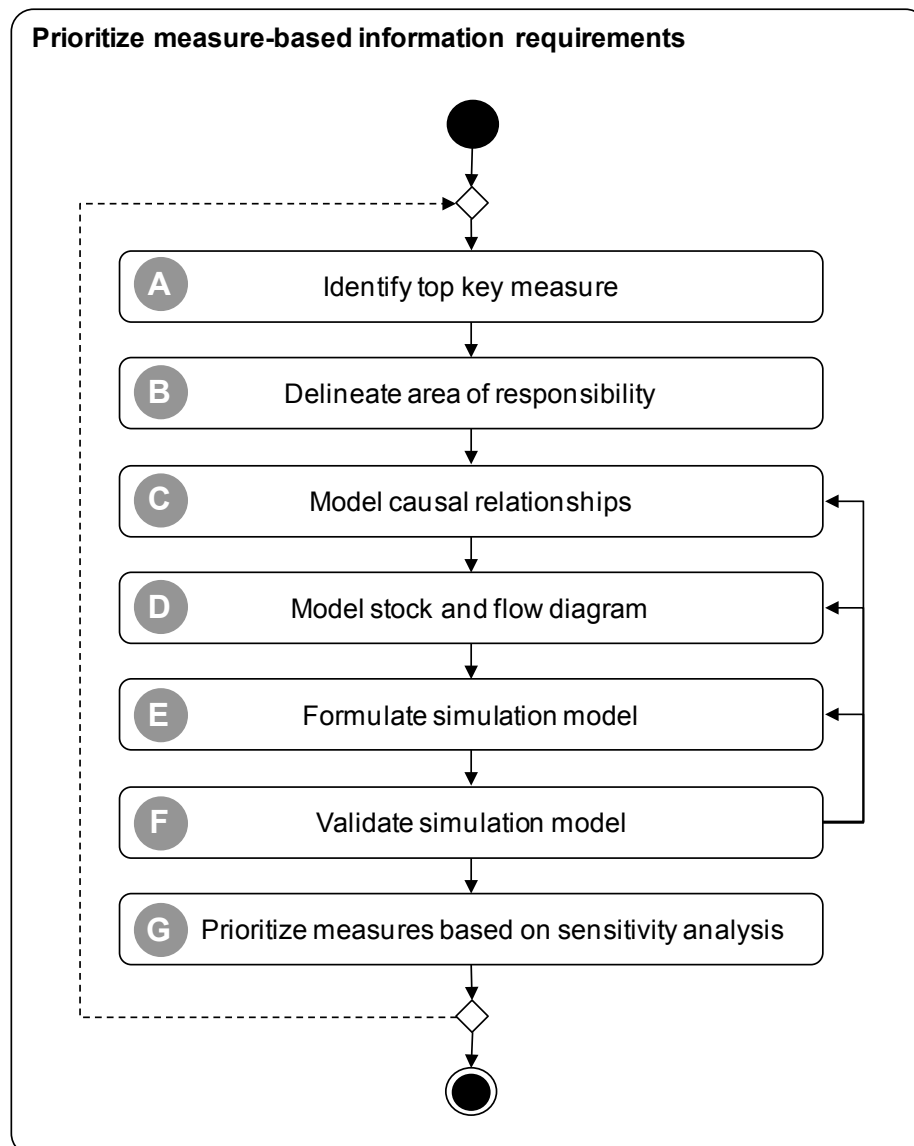 Prioritize measure-based information requirements
A Identify top key measure
B Delineate area of responsibility
C Model causal relationships
D Model stock and flow diagram
E Formulate simulation model
F Validate simulation model
G Prioritize measures based on sensitivity analysis